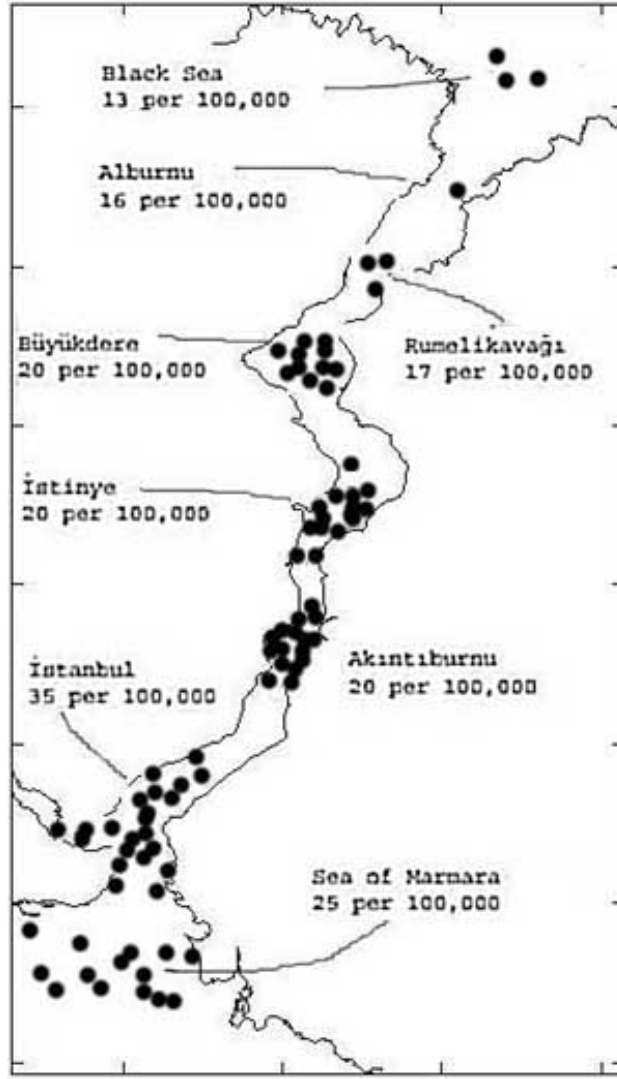 Black Sea
13 per 100,000
Alburnu
16 per 100,000
Büyükdere
20 per 100,000
Rumelikavağı
17 per 100,000
İstinye
20 per 100,000
İstanbul
35 per 100,000
Akıntıburnu
20 per 100,000
Sea of Marmara
25 per 100,000